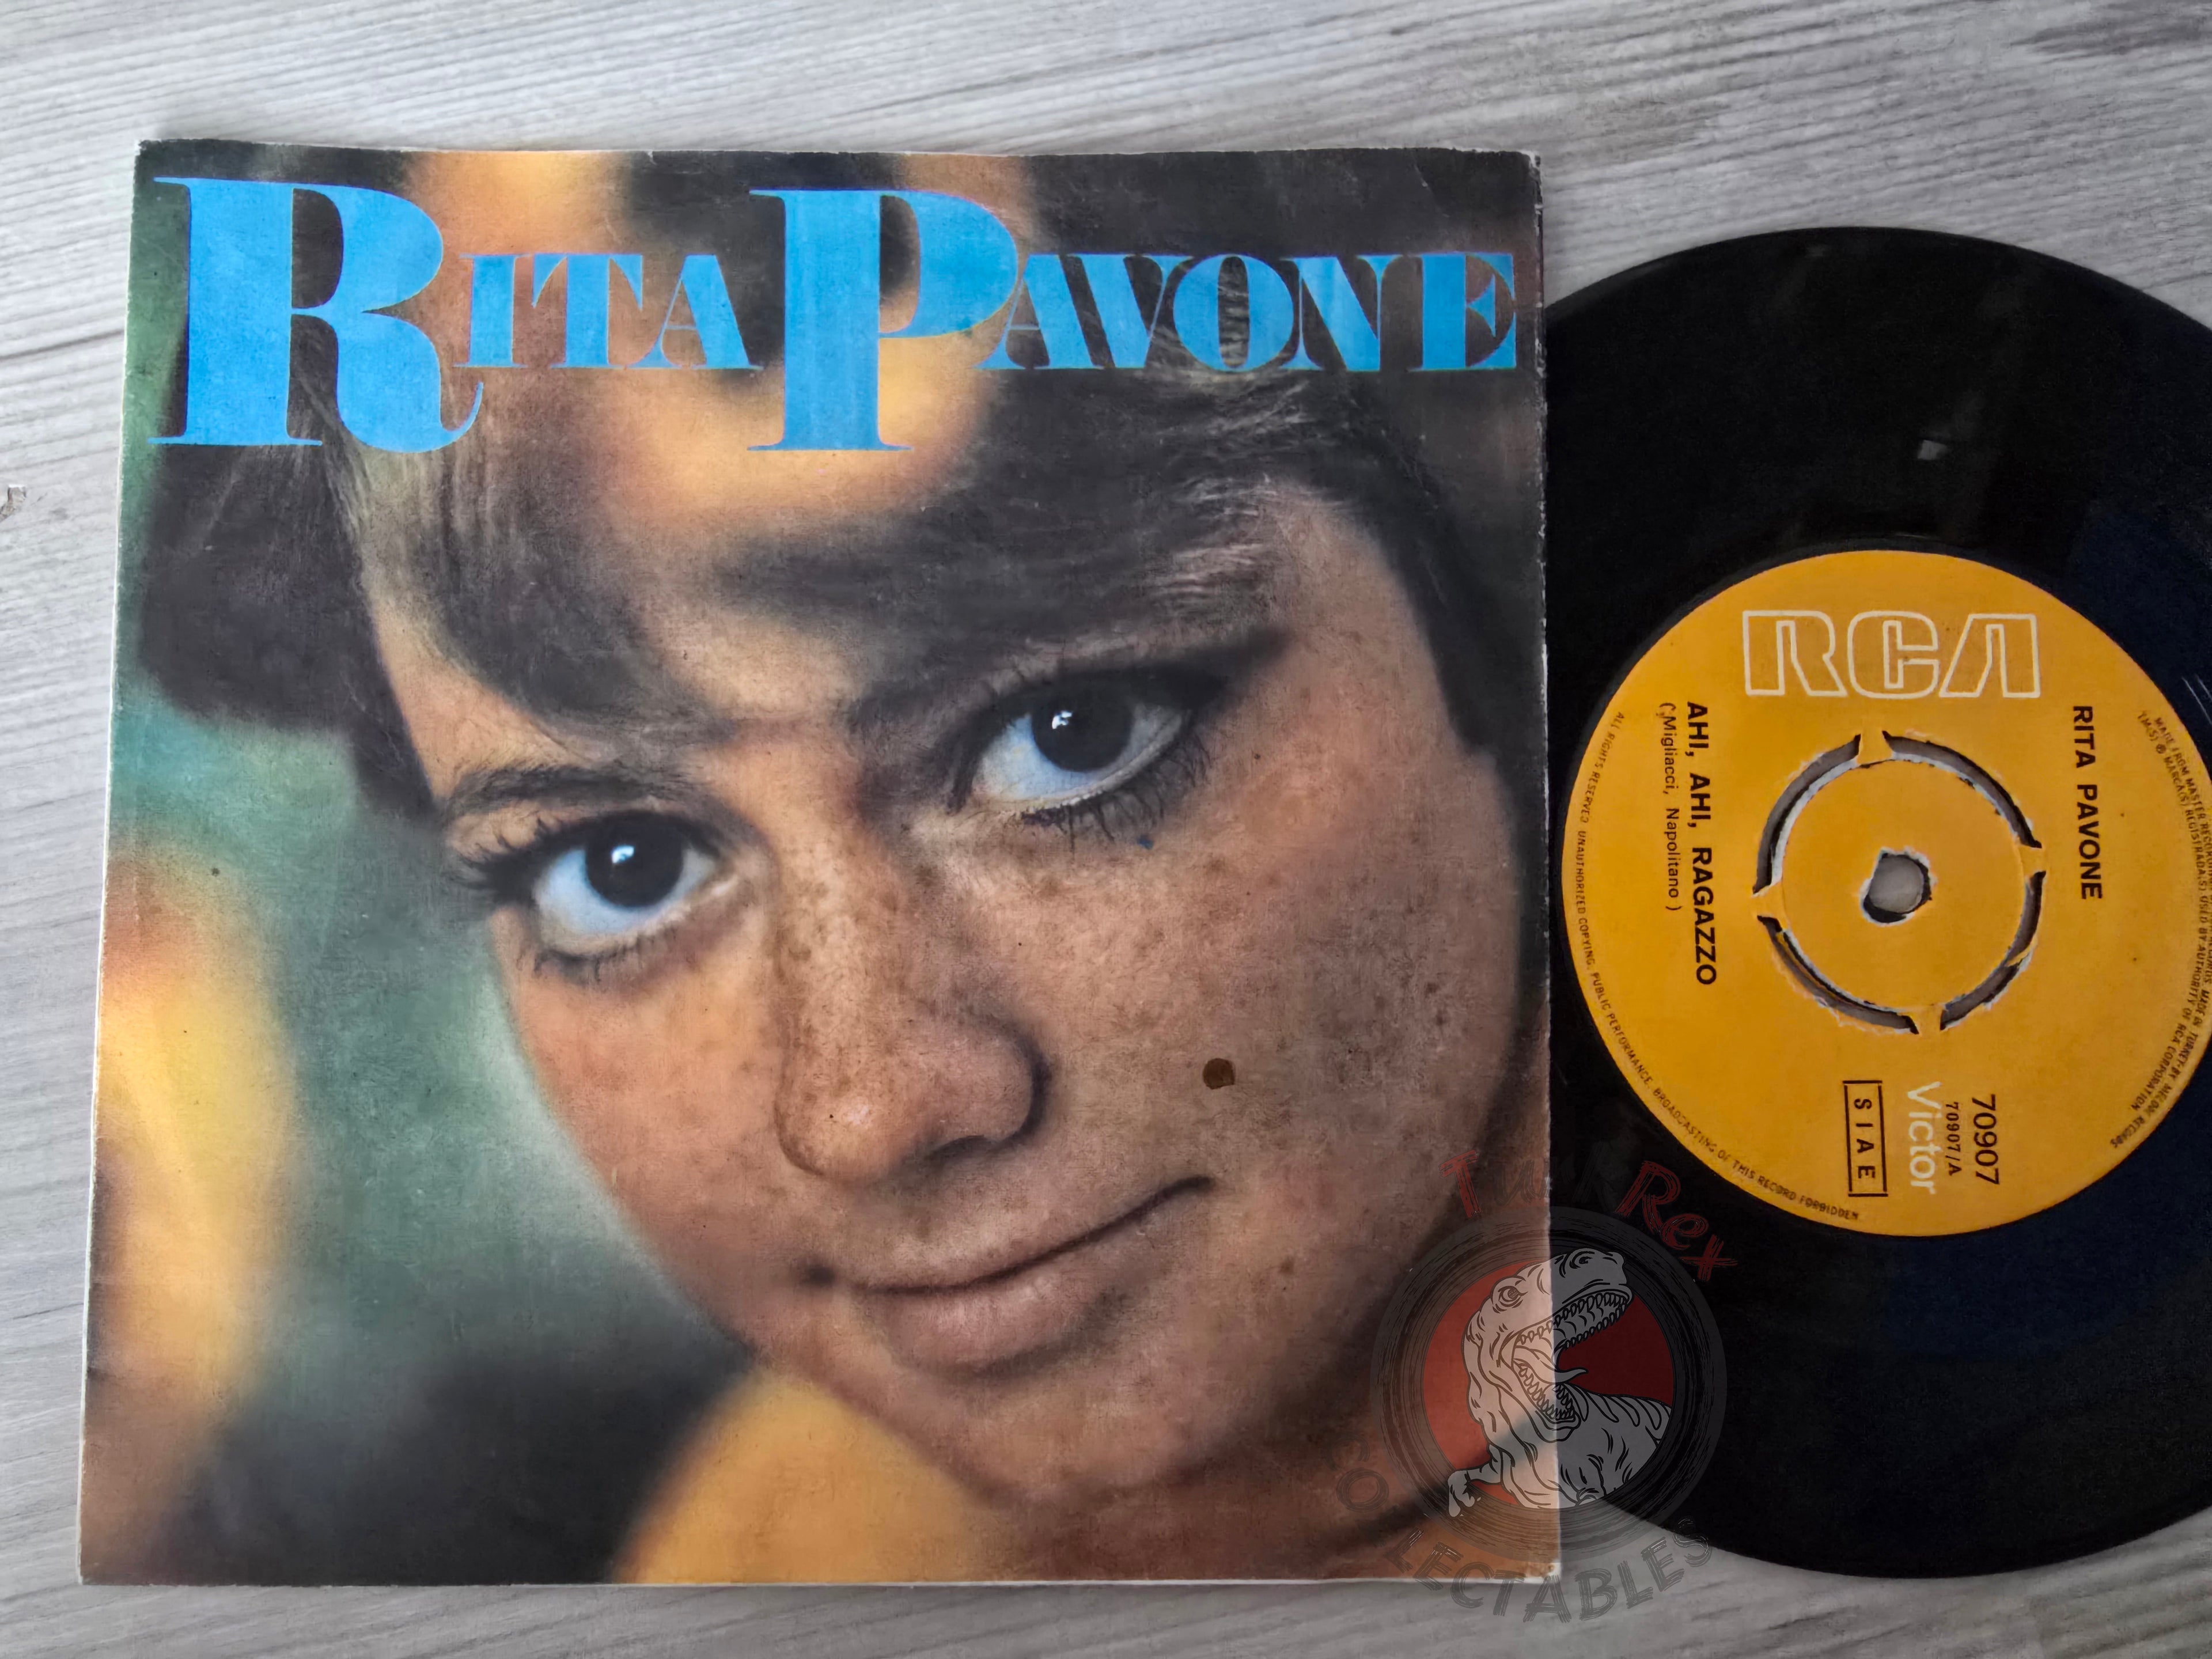 RITA PAVONE
RCA
RITA PAVONE
AHI, AHI, RAGAZZO
(Migliacci, Napolitano)
70907
70907/A
Victor
SIAE
ALL RIGHTS RESERVED UNAUTHORIZED COPYING, PUBLIC PERFORMANCE, BROADCASTING OF THIS RECORD FORBIDDEN
Rex
COLLECTABLES